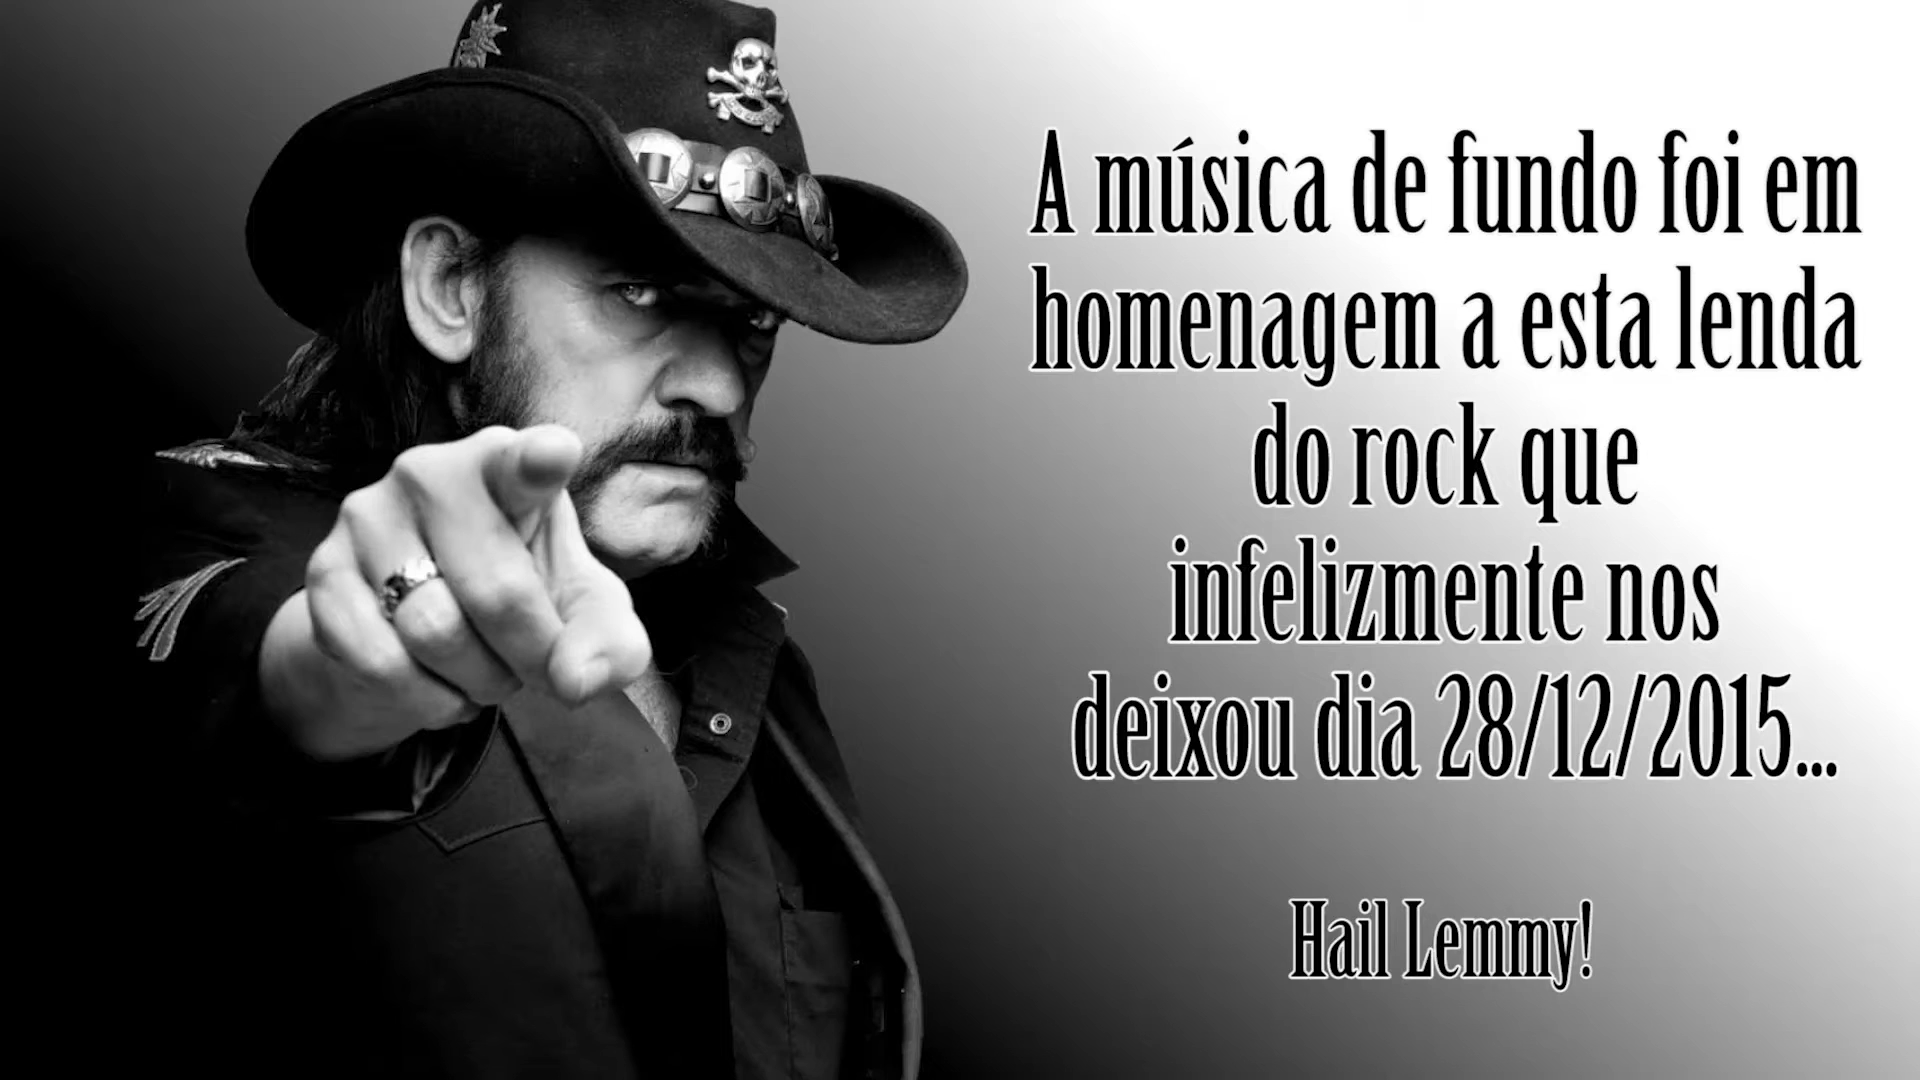 A música de fundo foi em
homenagem a esta lenda
do rock que
infelizmente nos
deixou dia 28/12/2015...
Hail Lemmy!